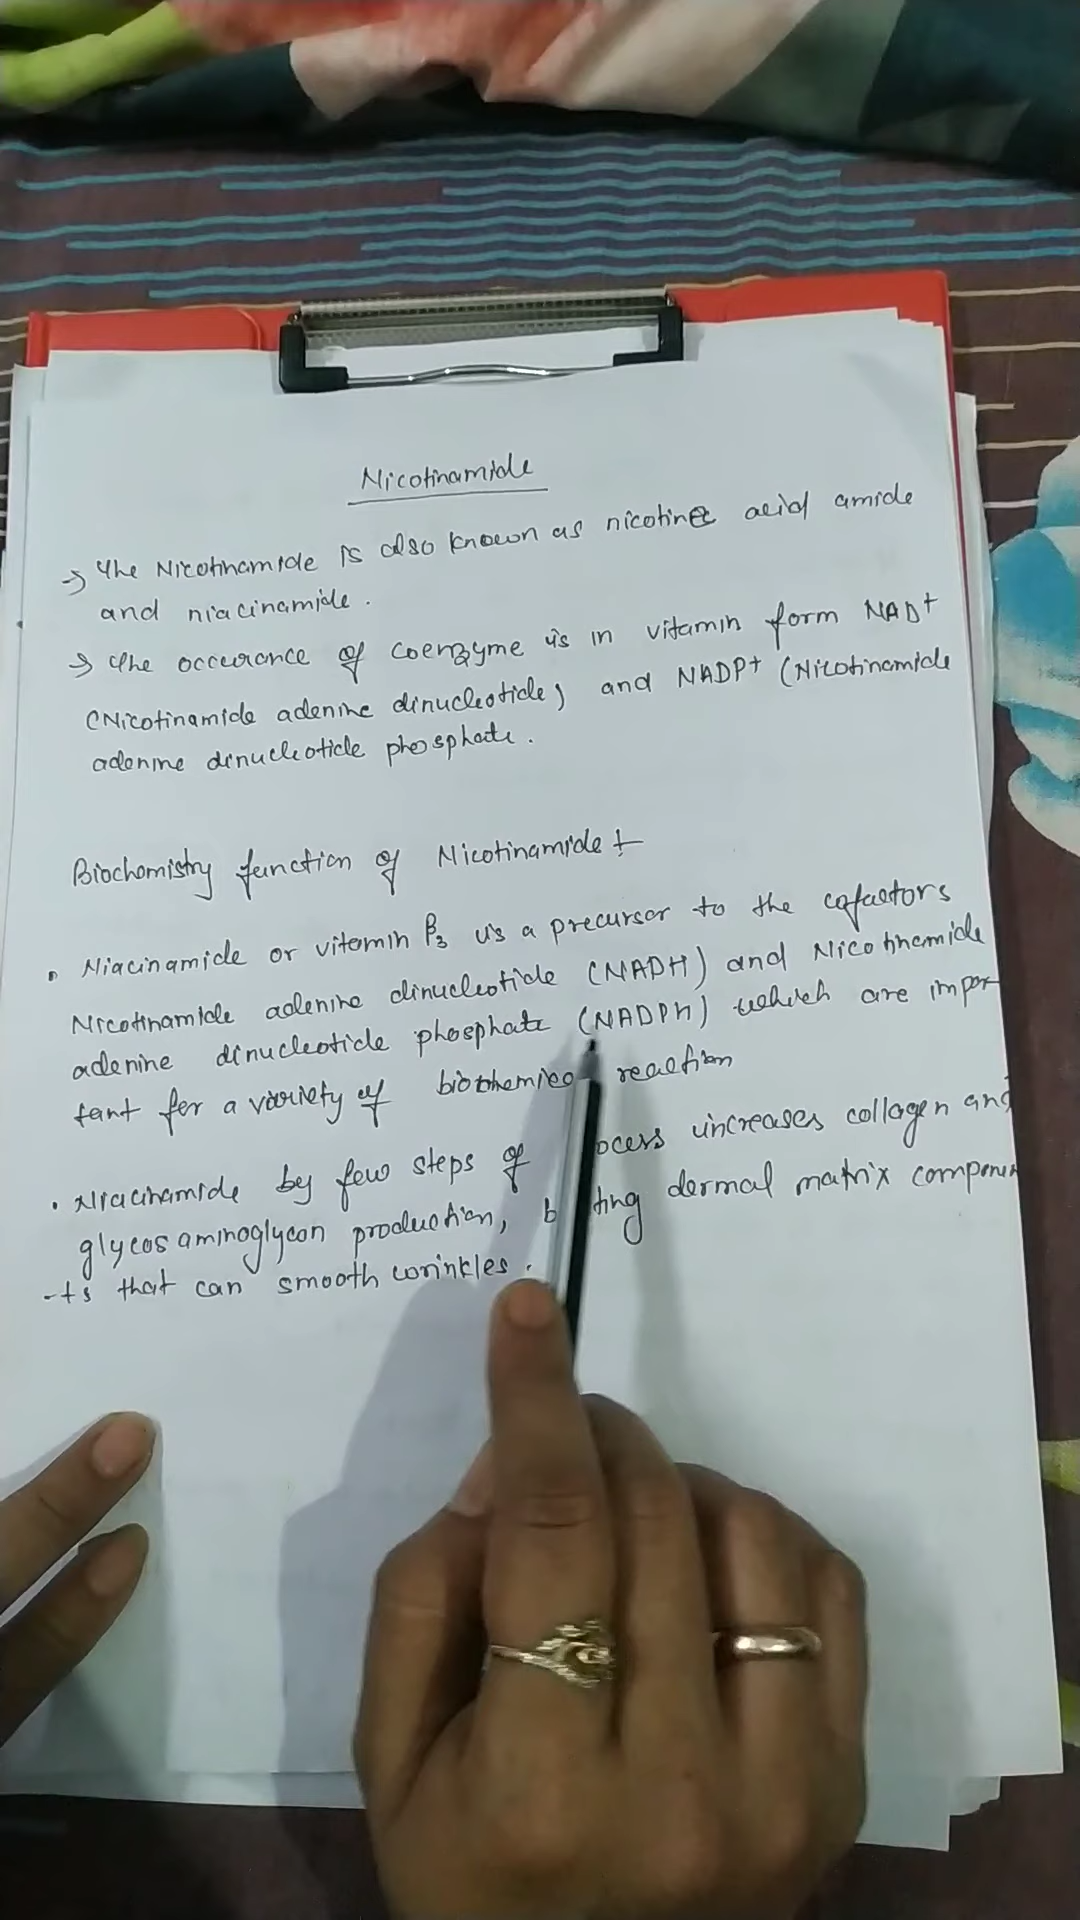 Nicotinamide
→ The Nicotinamide is also known as nicotine acid amide
and niacinamide.
→ The occurance of coenzyme is in vitamin form NAD+
(Nicotinamide adenine dinucleotide) and NADP+ (Nicotinamide
adenine dinucleotide phosphate.
Biochemistry function of Nicotinamide :-
• Niacinamide or vitamin B3 is a precursor to the cofactors
Nicotinamide adenine dinucleotide (NADH) and Nicotinamide
adenine dinucleotide phosphate (NADPH) which are impor
tant for a variety of biochemica reaction
• Niacinamide by few steps of ocess increases collagen and
glycosaminoglycan production, b ting dermal matrix componen
-ts that can smooth wrinkles.